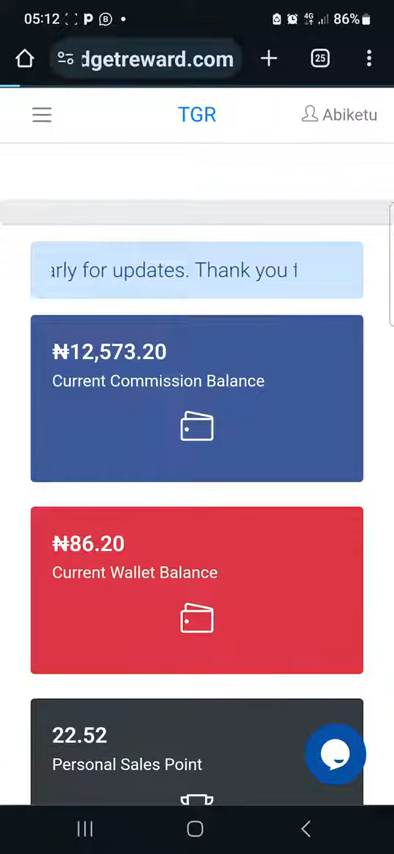 05:12 P B
4G 86%
dgetreward.com 25
TGR Abiketu
arly for updates. Thank you f
₦12,573.20
Current Commission Balance
₦86.20
Current Wallet Balance
22.52
Personal Sales Point